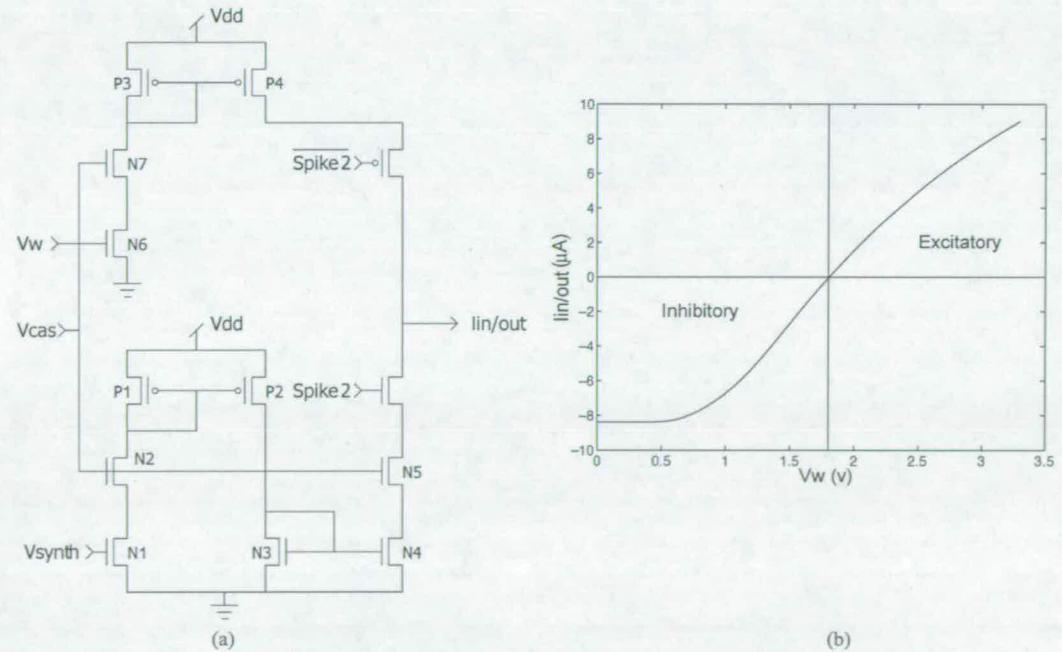 Vdd
P3
P4
N7
Spike2
Vw
N6
Vcas
Vdd
Iin/out
P1
P2
Spike2
N2
N5
Vsynth
N1
N3
N4
(a)
10
8
6
4
2
0
−2
−4
−6
−8
−10
Iin/out (μA)
Excitatory
Inhibitory
0
0.5
1
1.5
2
2.5
3
3.5
Vw (v)
(b)